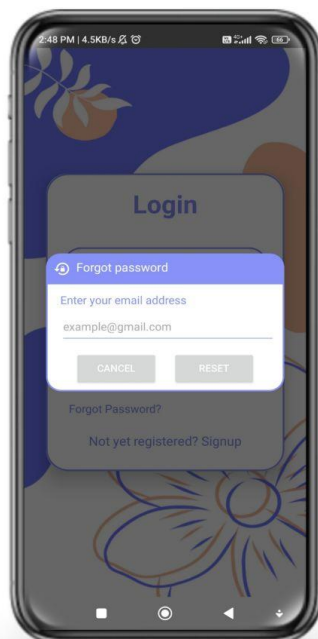 2:48 PM | 4.5KB/s
66
Login
Forgot password
Enter your email address
example@gmail.com
CANCEL RESET
Forgot Password?
Not yet registered? Signup